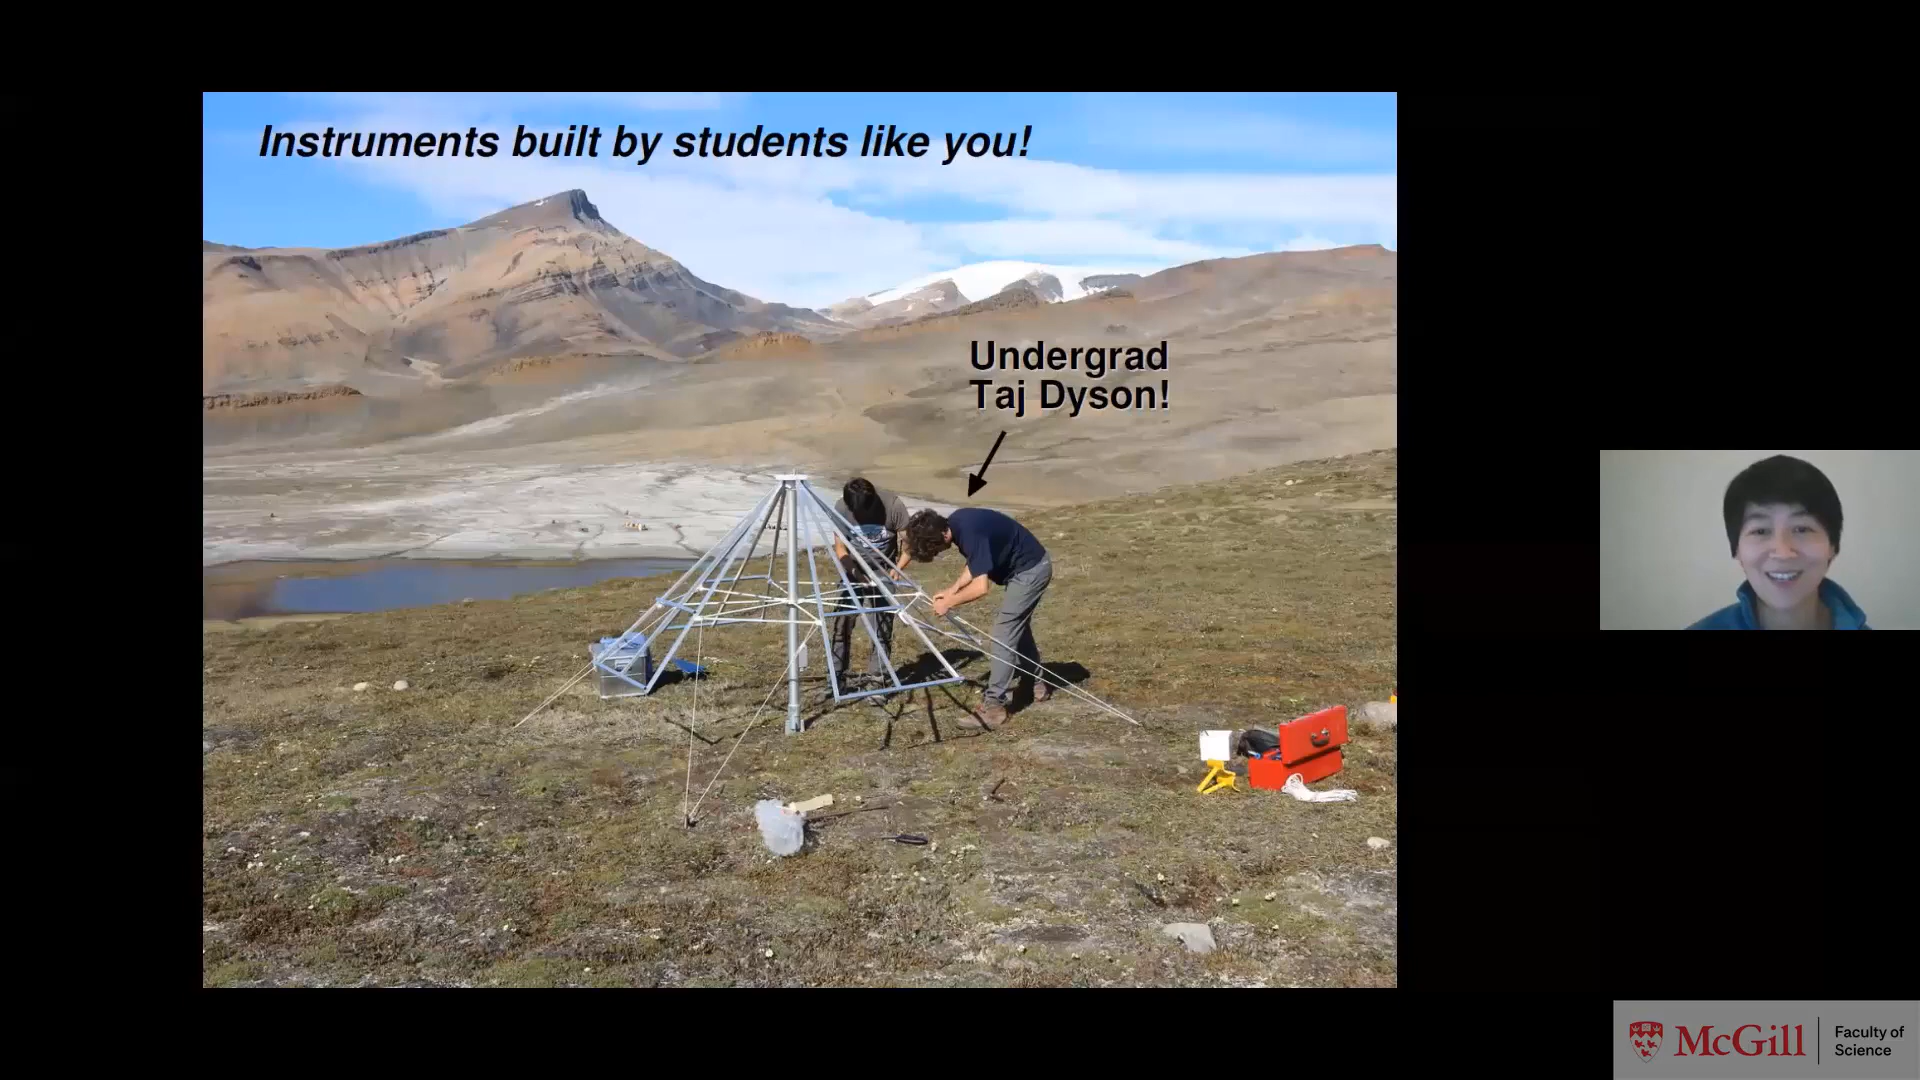 Instruments built by students like you!
Undergrad
Taj Dyson!
McGill
Faculty of
Science